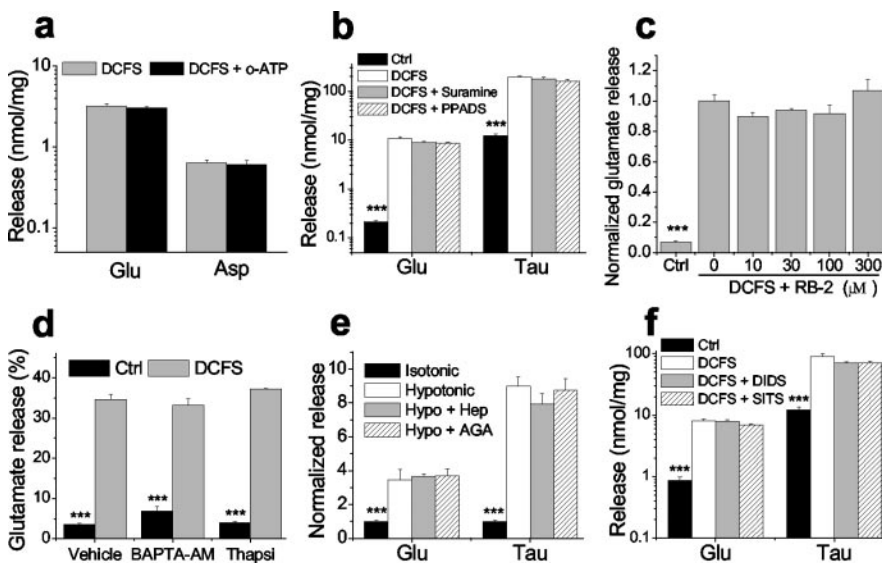 a
DCFS
DCFS + o-ATP
Release (nmol/mg)
10
1
0.1
Glu
Asp
b
Ctrl
DCFS
DCFS + Suramine
DCFS + PPADS
Release (nmol/mg)
100
10
1
0.1
***
***
Glu
Tau
c
Normalized glutamate release
1.2
1.0
0.8
0.6
0.4
0.2
0.0
***
Ctrl 0 10 30 100 300
DCFS + RB-2 (μM)
d
Ctrl
DCFS
Glutamate release (%)
40
30
20
10
0
***
***
***
Vehicle BAPTA-AM Thapsi
e
Isotonic
Hypotonic
Hypo + Hep
Hypo + AGA
Normalized release
10
8
6
4
2
0
***
***
Glu
Tau
f
Ctrl
DCFS
DCFS + DIDS
DCFS + SITS
Release (nmol/mg)
100
10
1
0.1
***
***
Glu
Tau